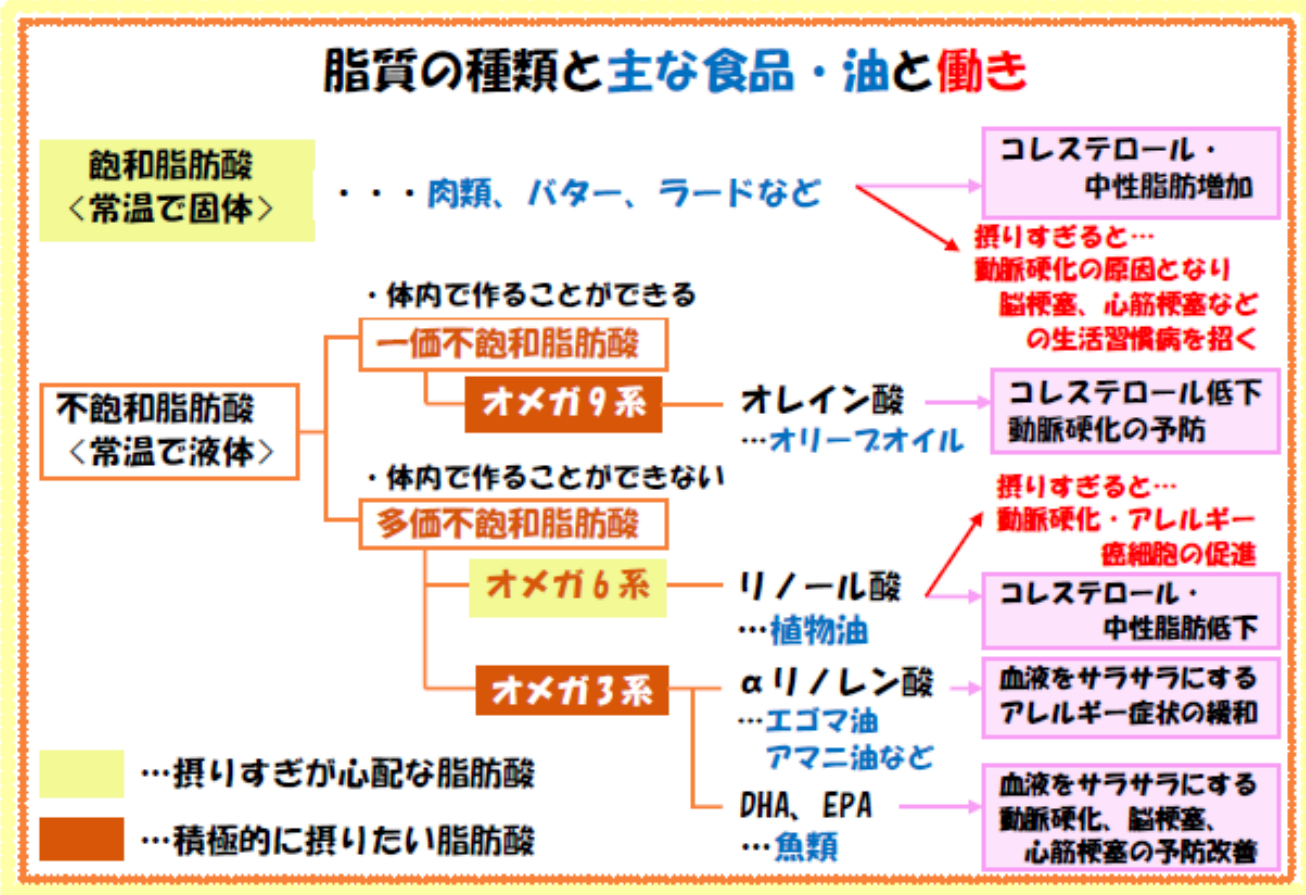 脂質の種類と主な食品・油と働き
飽和脂肪酸
＜常温で固体＞
・・・肉類、バター、ラードなど
コレステロール・
中性脂肪増加
摂りすぎると…
動脈硬化の原因となり
脳梗塞、心筋梗塞など
の生活習慣病を招く
・体内で作ることができる
一価不飽和脂肪酸
不飽和脂肪酸
＜常温で液体＞
オメガ9系
オレイン酸
…オリーブオイル
コレステロール低下
動脈硬化の予防
・体内で作ることができない
多価不飽和脂肪酸
摂りすぎると…
動脈硬化・アレルギー
癌細胞の促進
オメガ6系
リノール酸
…植物油
コレステロール・
中性脂肪低下
オメガ3系
αリノレン酸
…エゴマ油
アマニ油など
血液をサラサラにする
アレルギー症状の緩和
DHA、EPA
…魚類
血液をサラサラにする
動脈硬化、脳梗塞、
心筋梗塞の予防改善
…摂りすぎが心配な脂肪酸
…積極的に摂りたい脂肪酸